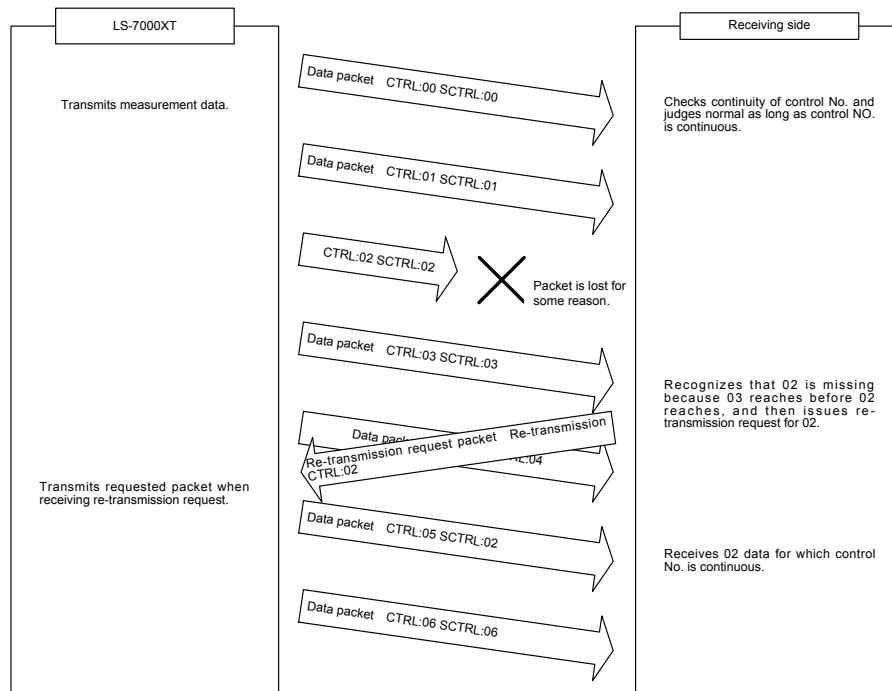 LS-7000XT
Receiving side
Data packet CTRL:00 SCTRL:00
Transmits measurement data.
Checks continuity of control No. and
judges normal as long as control NO.
is continuous.
Data packet CTRL:01 SCTRL:01
CTRL:02 SCTRL:02
Packet is lost for
some reason.
Data packet CTRL:03 SCTRL:03
Recognizes that 02 is missing
because 03 reaches before 02
reaches, and then issues re-
transmission request for 02.
Data pack
:04
Re-transmission request packet Re-transmission
CTRL:02
Transmits requested packet when
receiving re-transmission request.
Data packet CTRL:05 SCTRL:02
Receives 02 data for which control
No. is continuous.
Data packet CTRL:06 SCTRL:06